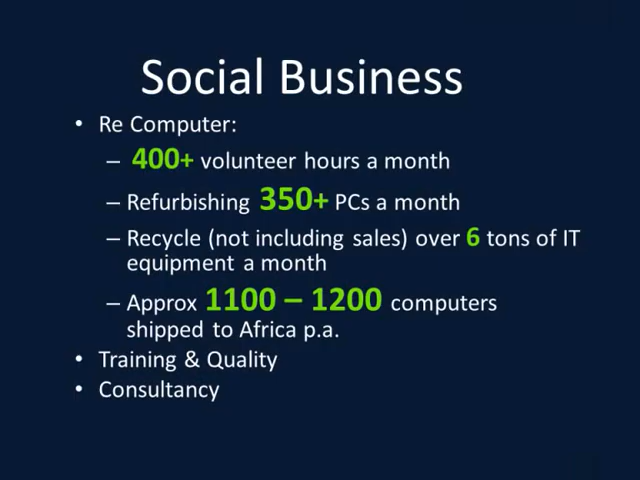 Social Business
• Re Computer:
– 400+ volunteer hours a month
– Refurbishing 350+ PCs a month
– Recycle (not including sales) over 6 tons of IT
equipment a month
– Approx 1100 – 1200 computers
shipped to Africa p.a.
• Training & Quality
• Consultancy